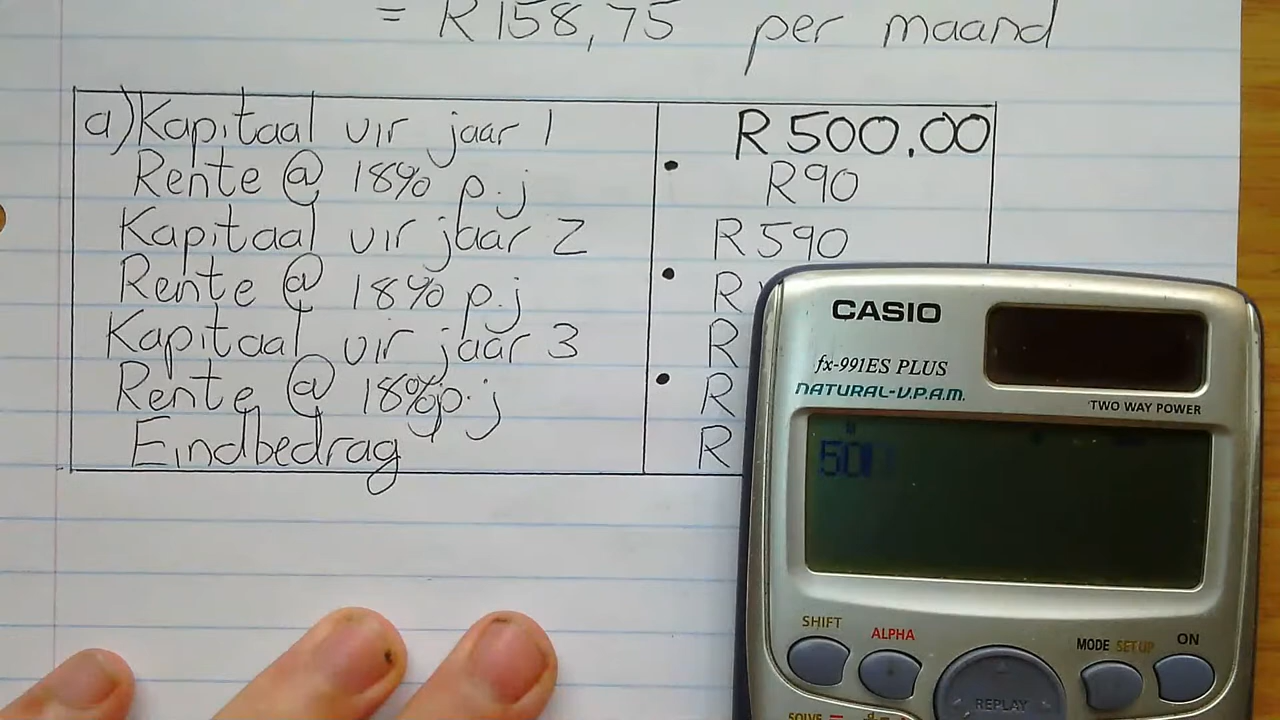 = R158,75 per maand
a) Kapitaal vir jaar 1 R500.00
Rente @ 18% p.j R90
Kapitaal vir jaar 2 R590
Rente @ 18% p.j R
Kapitaal vir jaar 3 R
Rente @ 18% p.j R
Eindbedrag R
CASIO
fx-991ES PLUS
NATURAL-V.P.A.M.
TWO WAY POWER
50
SHIFT
ALPHA
MODE SETUP
ON
REPLAY
SOLVE =